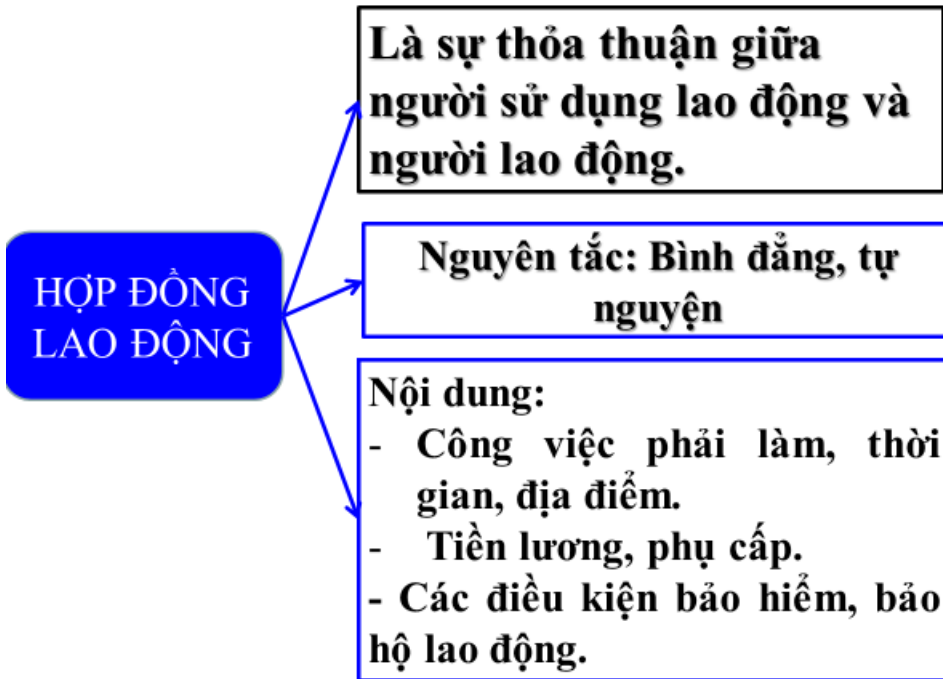 Là sự thỏa thuận giữa
người sử dụng lao động và
người lao động.
HỢP ĐỒNG
LAO ĐỘNG
Nguyên tắc: Bình đẳng, tự
nguyện
Nội dung:
- Công việc phải làm, thời
gian, địa điểm.
- Tiền lương, phụ cấp.
- Các điều kiện bảo hiểm, bảo
hộ lao động.